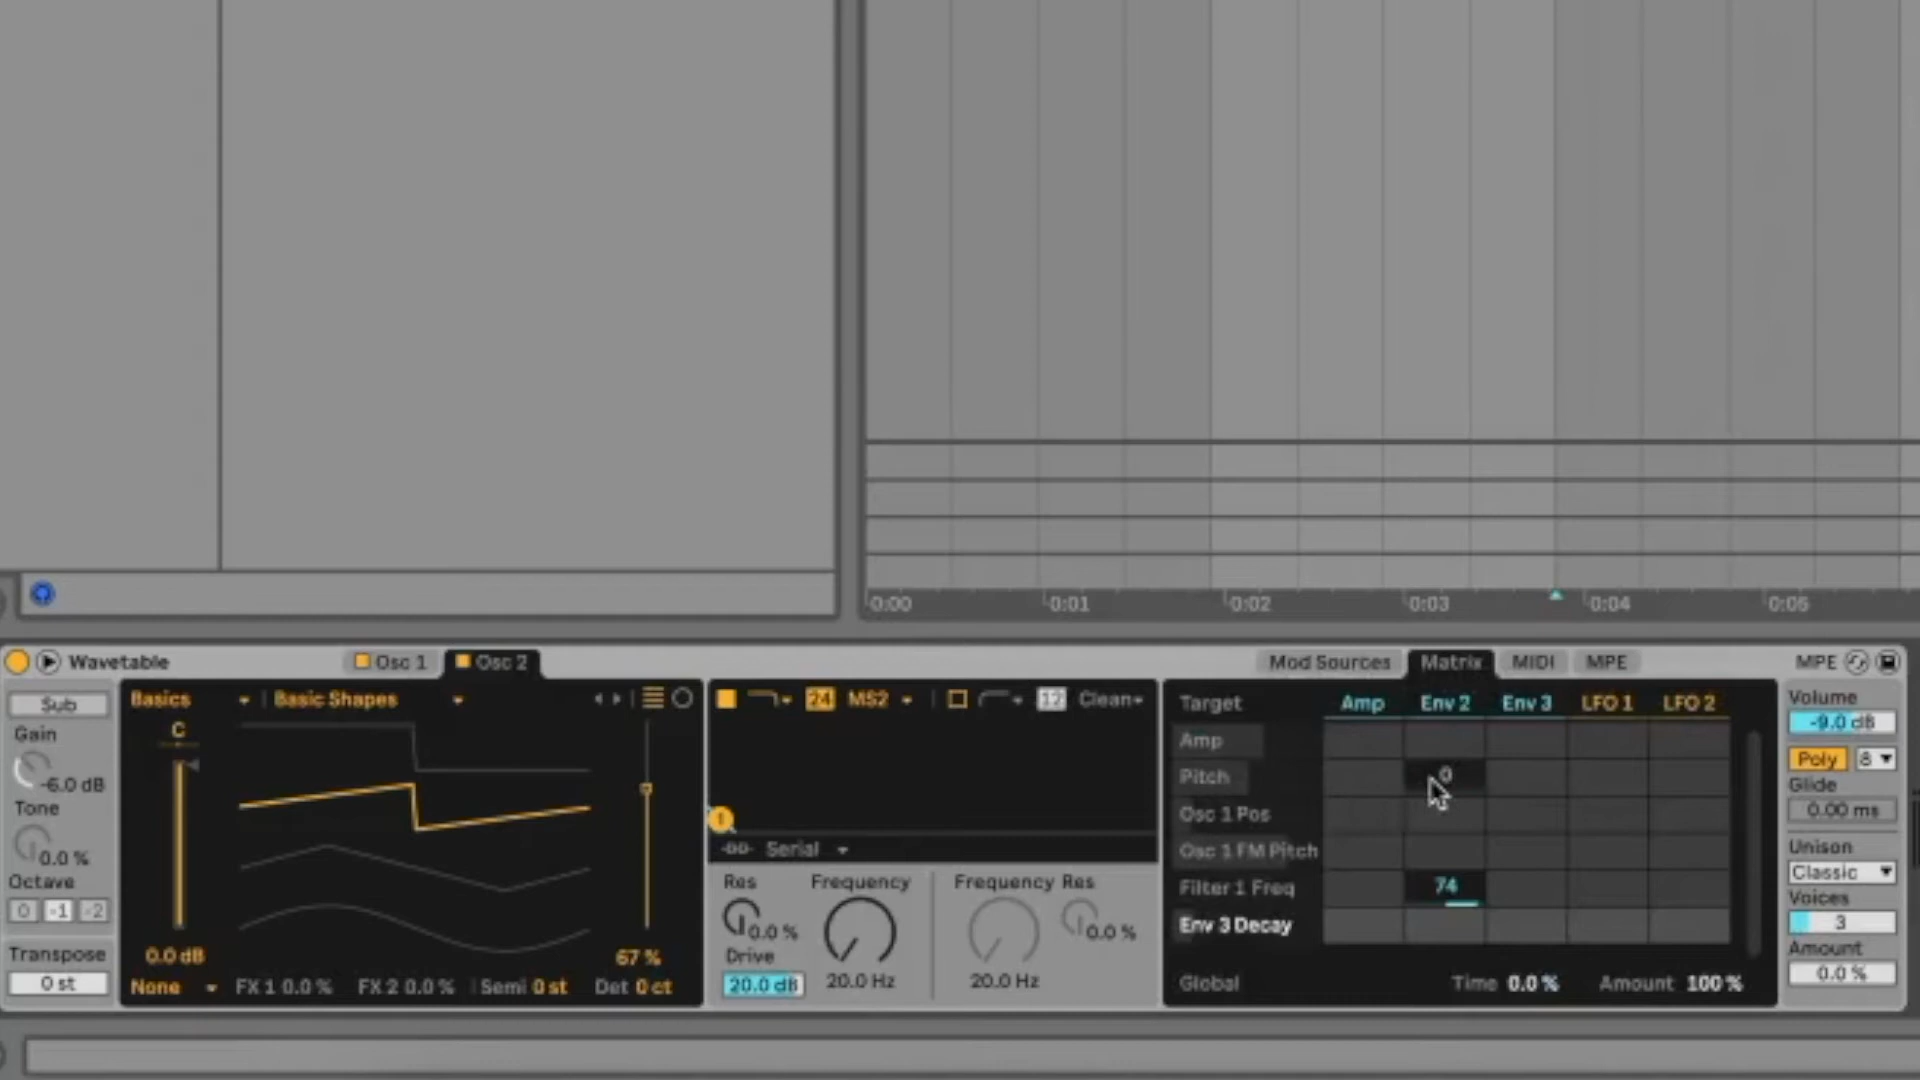 0:00 0:01 0:02 0:03 0:04 0:05
Wavetable Osc 1 Osc 2 Mod Sources Matrix MIDI MPE MPE
Sub Basics Basic Shapes 24 MS2 12 Clean Target Amp Env 2 Env 3 LFO 1 LFO 2 Volume
-9.0 dB
Gain C Amp
-6.0 dB Pitch 0 Poly 8
Glide
Tone Osc 1 Pos 0.00 ms
1
0.0 % Serial Osc 1 FM Pitch Unison
Octave Res Frequency Frequency Res Filter 1 Freq 74 Classic
0 -1 -2 Voices
0.0 % 0.0 % Env 3 Decay 3
Transpose 0.0 dB 67 % Drive Amount
0 st None FX 1 0.0 % FX 2 0.0 % Semi 0 st Det 0 ct 20.0 dB 20.0 Hz 20.0 Hz Global Time 0.0 % Amount 100 % 0.0 %